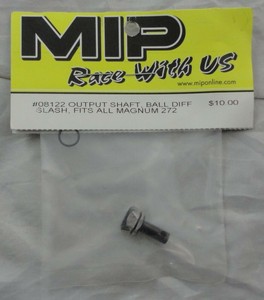 MIP
Race With US
www.miponline.com
#08122 OUTPUT SHAFT, BALL DIFF $10.00
SLASH, FITS ALL MAGNUM 272